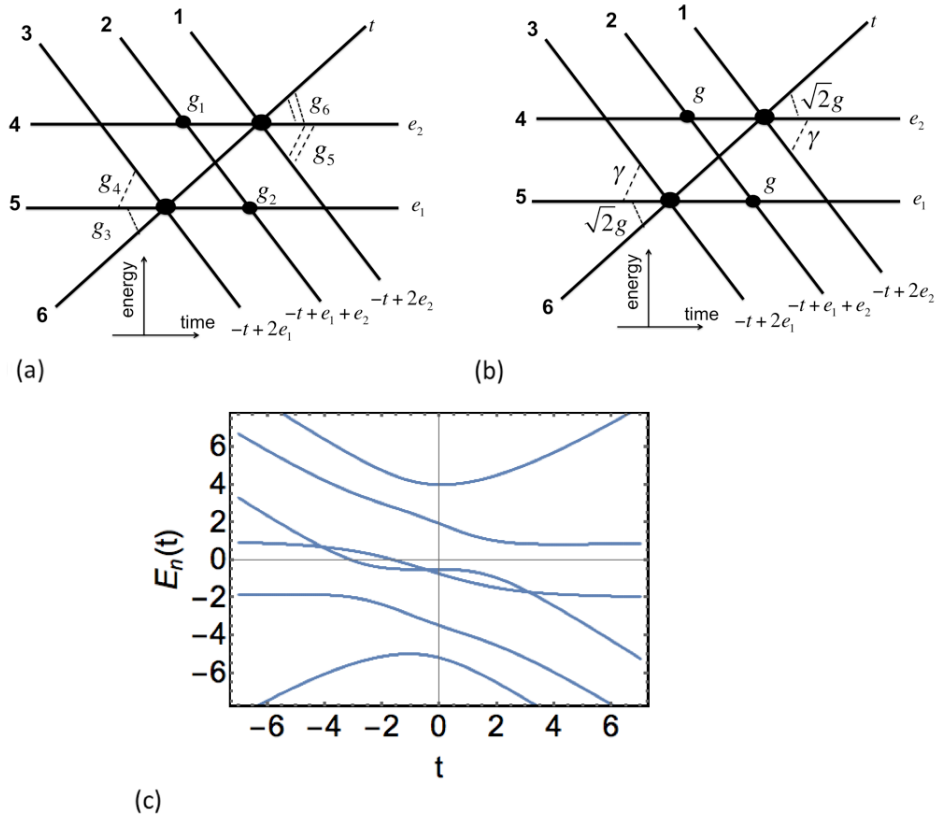 3
2
1
t
g₁
g₆
4
e₂
g₅
g₄
5
g₂
e₁
g₃
energy
6
time
-t+2e₁
-t+e₁+e₂
-t+2e₂
(a)
3
2
1
t
g
√2g
4
e₂
γ
γ
5
g
e₁
√2g
energy
6
time
-t+2e₁
-t+e₁+e₂
-t+2e₂
(b)
6
4
2
0
−2
−4
−6
Eₙ(t)
−6 −4 −2 0 2 4 6
t
(c)